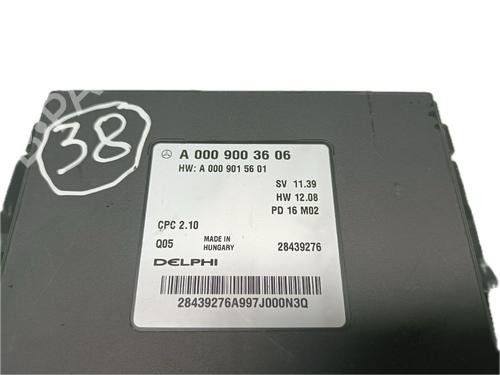 38
A 000 900 36 06
HW: A 000 901 56 01
SV 11.39
HW 12.08
PD 16 M02
CPC 2.10
Q05
MADE IN
HUNGARY
28439276
DELPHI
28439276A997J000N3Q